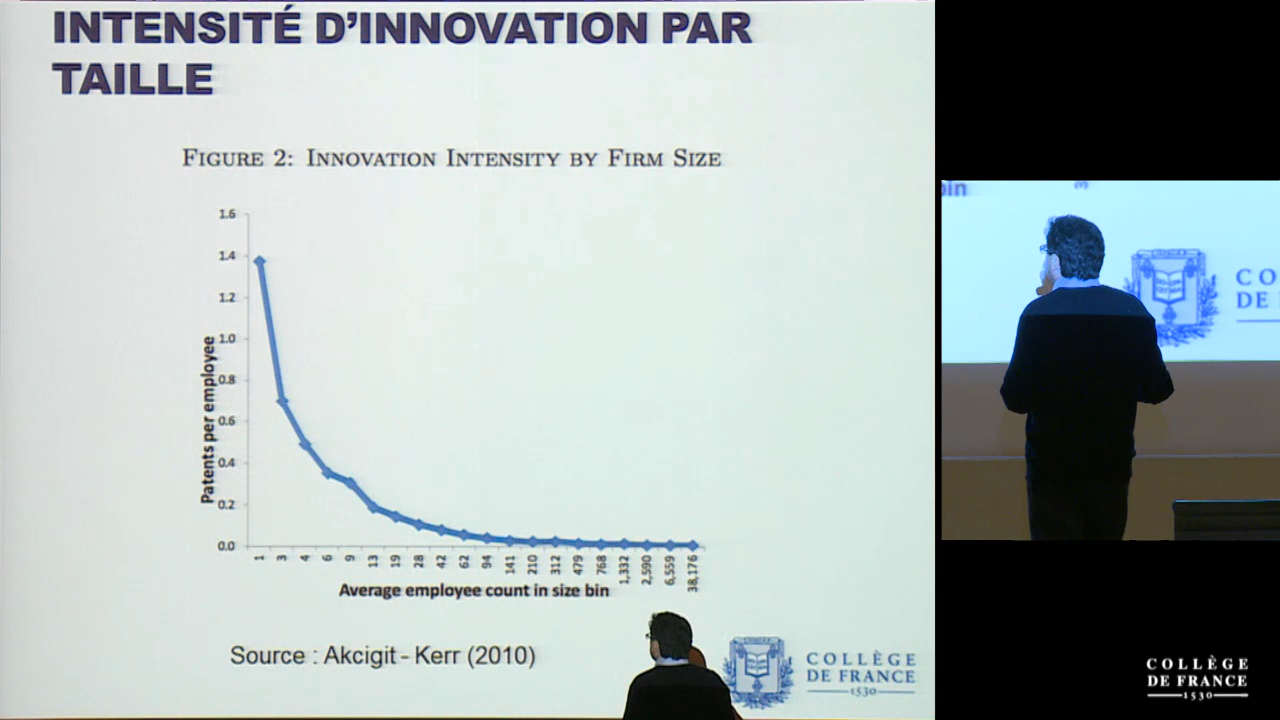 INTENSITÉ D'INNOVATION PAR
TAILLE
FIGURE 2: INNOVATION INTENSITY BY FIRM SIZE
Patents per employee
1.6
1.4
1.2
1.0
0.8
0.6
0.4
0.2
0.0
1 3 4 6 9 13 19 28 42 62 94 141 210 312 479 768 1,332 2,590 6,559 38,176
Average employee count in size bin
Source : Akcigit - Kerr (2010)
COLLÈGE
DE FRANCE
1530
bin
CO
DE
COLLÈGE
DE FRANCE
1530